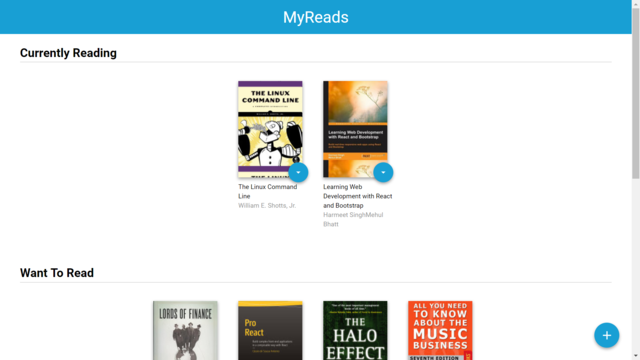 MyReads
Currently Reading
THE LINUX
COMMAND LINE
THE LINUX
Learning Web Development
with React and Bootstrap
The Linux Command
Line
William E. Shotts, Jr.
Learning Web
Development with React
and Bootstrap
Harmeet SinghMehul
Bhatt
Want To Read
LORDS OF FINANCE
Pro
React
THE
HALO
EFFECT
ALL YOU
NEED TO
KNOW
ABOUT THE
MUSIC
BUSINESS
SEVENTH EDITION